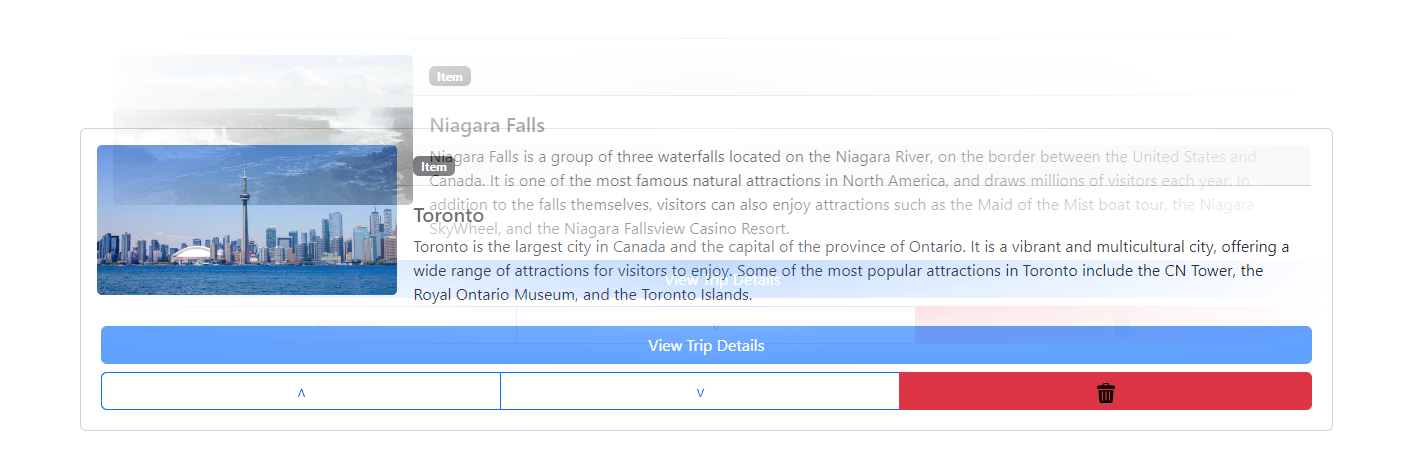 Item
Niagara Falls
Niagara Falls is a group of three waterfalls located on the Niagara River, on the border between the United States and
Canada. It is one of the most famous natural attractions in North America, and draws millions of visitors each year. In
addition to the falls themselves, visitors can also enjoy attractions such as the Maid of the Mist boat tour, the Niagara
SkyWheel, and the Niagara Fallsview Casino Resort.
View Trip Details
Item
Toronto
Toronto is the largest city in Canada and the capital of the province of Ontario. It is a vibrant and multicultural city, offering a
wide range of attractions for visitors to enjoy. Some of the most popular attractions in Toronto include the CN Tower, the
Royal Ontario Museum, and the Toronto Islands.
View Trip Details